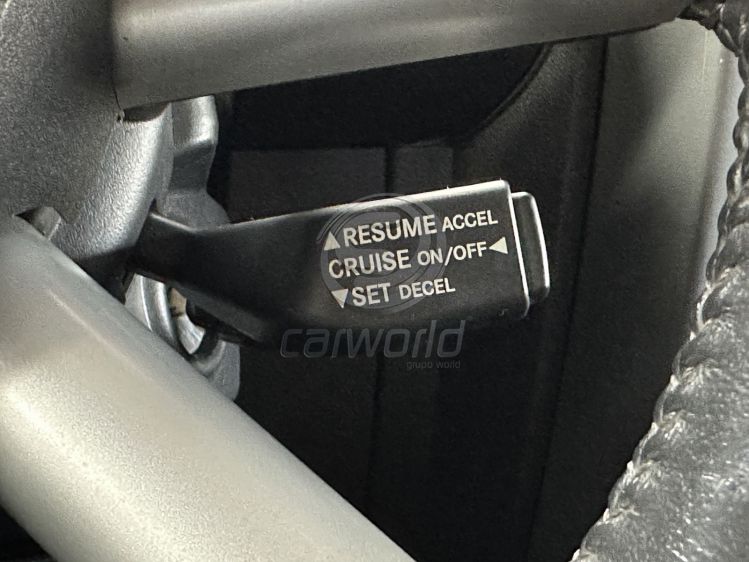 ▲RESUME ACCEL
CRUISE ON/OFF◀
▼SET DECEL
carworld
grupo world